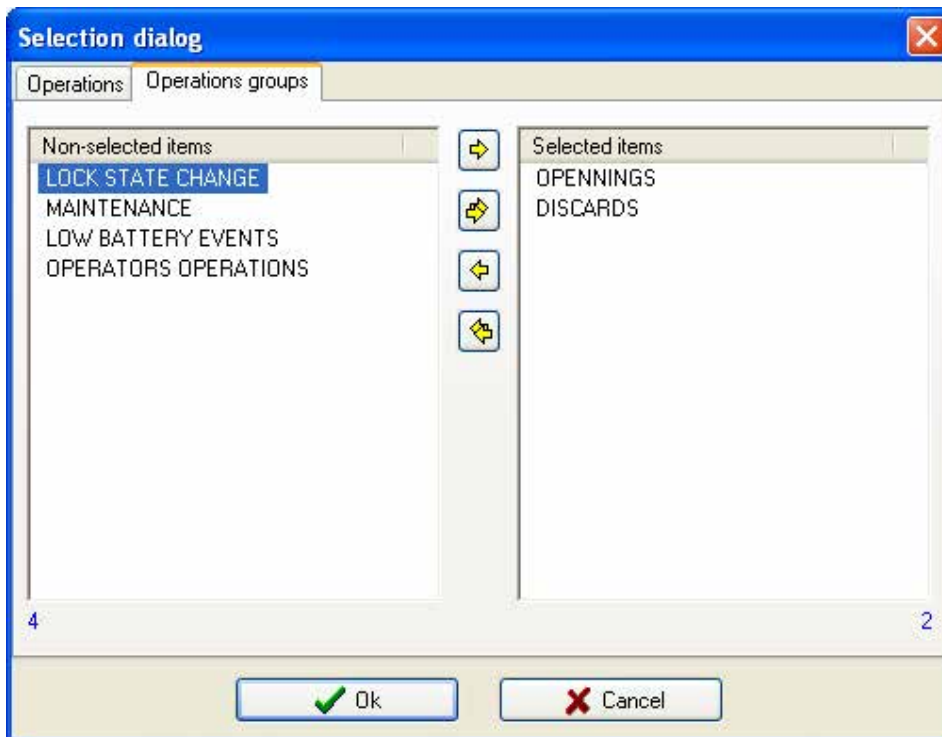 Selection dialog
Operations
Operations groups
Non-selected items
LOCK STATE CHANGE
MAINTENANCE
LOW BATTERY EVENTS
OPERATORS OPERATIONS
4
Selected items
OPENNINGS
DISCARDS
2
Ok
Cancel